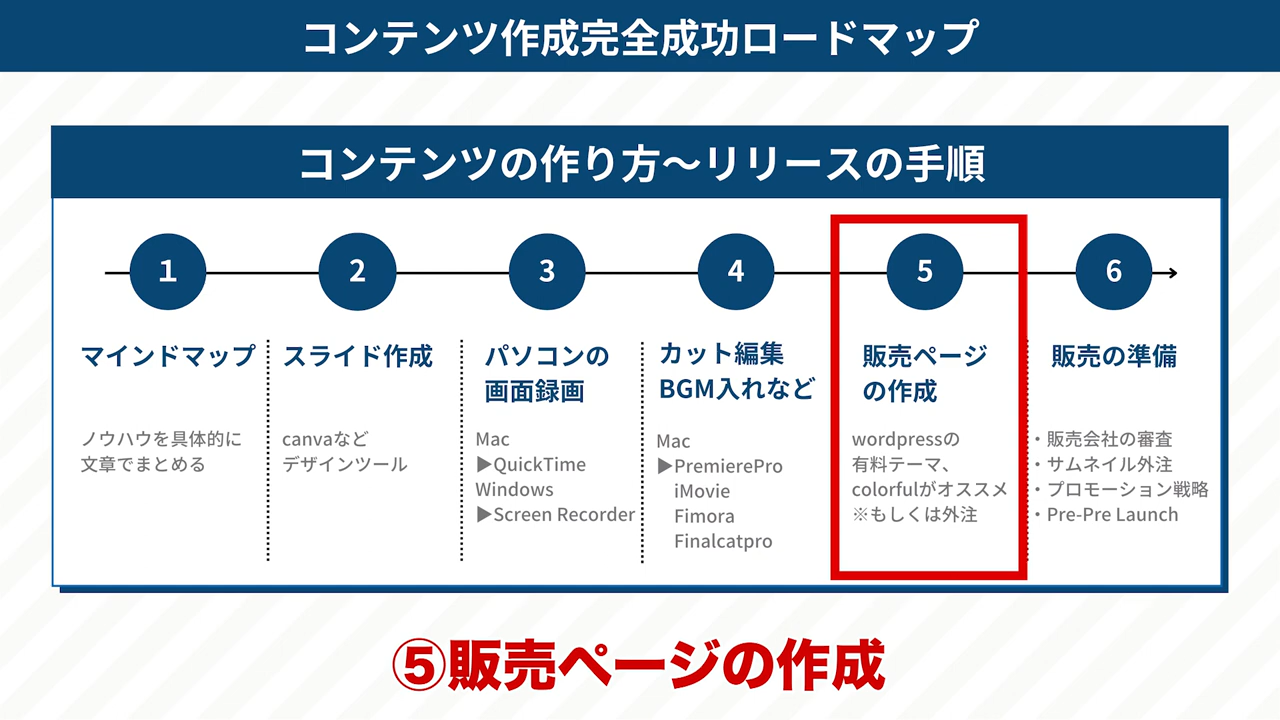 コンテンツ作成完全成功ロードマップ
コンテンツの作り方〜リリースの手順
1
マインドマップ
ノウハウを具体的に
文章でまとめる
2
スライド作成
canvaなど
デザインツール
3
パソコンの
画面録画
Mac
▶QuickTime
Windows
▶Screen Recorder
4
カット編集
BGM入れなど
Mac
▶PremierePro
iMovie
Fimora
Finalcatpro
5
販売ページ
の作成
wordpressの
有料テーマ、
colorfulがオススメ
※もしくは外注
6
販売の準備
・販売会社の審査
・サムネイル外注
・プロモーション戦略
・Pre-Pre Launch
⑤販売ページの作成